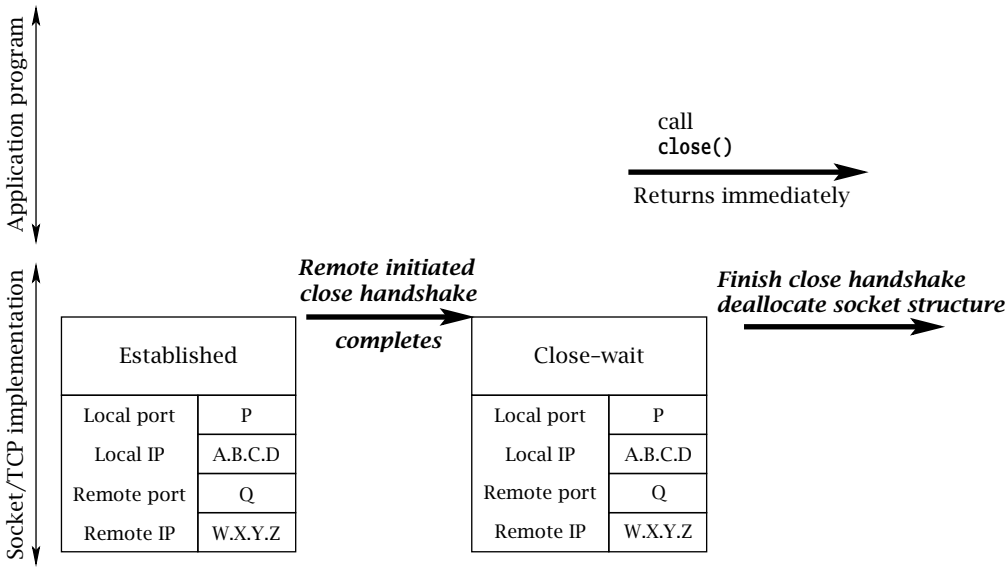 Application program
call
close()
Returns immediately
Socket/TCP implementation
Remote initiated
close handshake
completes
Finish close handshake
deallocate socket structure
Established
Local port P
Local IP A.B.C.D
Remote port Q
Remote IP W.X.Y.Z
Close-wait
Local port P
Local IP A.B.C.D
Remote port Q
Remote IP W.X.Y.Z